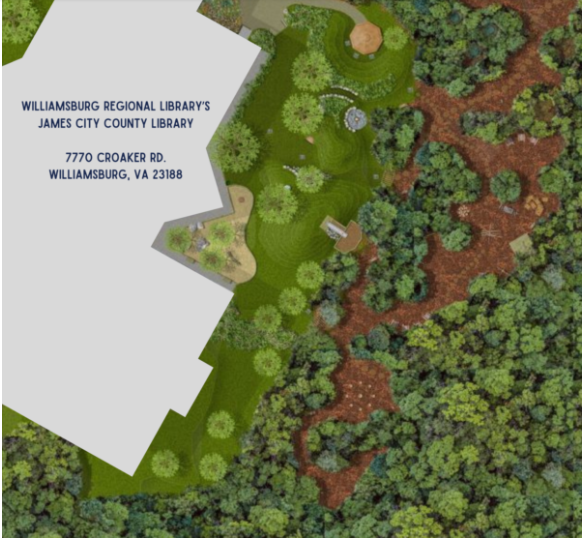 WILLIAMSBURG REGIONAL LIBRARY'S
JAMES CITY COUNTY LIBRARY
7770 CROAKER RD.
WILLIAMSBURG, VA 23188